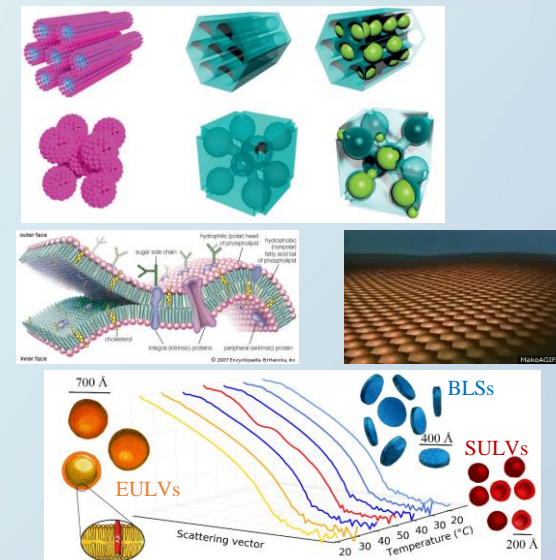 outer face
hydrophilic (polar) head
of phospholipid
hydrophobic
(nonpolar)
fatty acid tail
of phospholipid
sugar side chain
cholesterol
integral (intrinsic) proteins
peripheral (extrinsic) protein
inner face
© 2007 Encyclopædia Britannica, Inc.
MakeAGIF
700 Å
EULVs
BLSs
400 Å
SULVs
200 Å
Scattering vector
Temperature (°C)
20
30
40
40
30
20